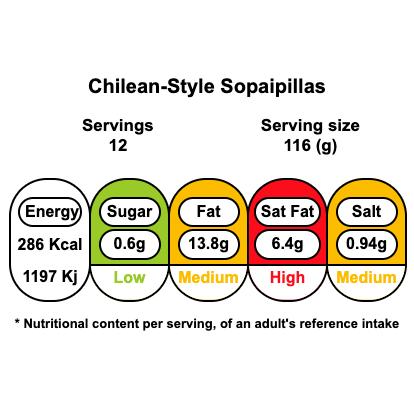 Chilean-Style Sopaipillas
Servings
12
Serving size
116 (g)
Energy Sugar Fat Sat Fat Salt
286 Kcal 0.6g 13.8g 6.4g 0.94g
1197 Kj Low Medium High Medium
* Nutritional content per serving, of an adult's reference intake